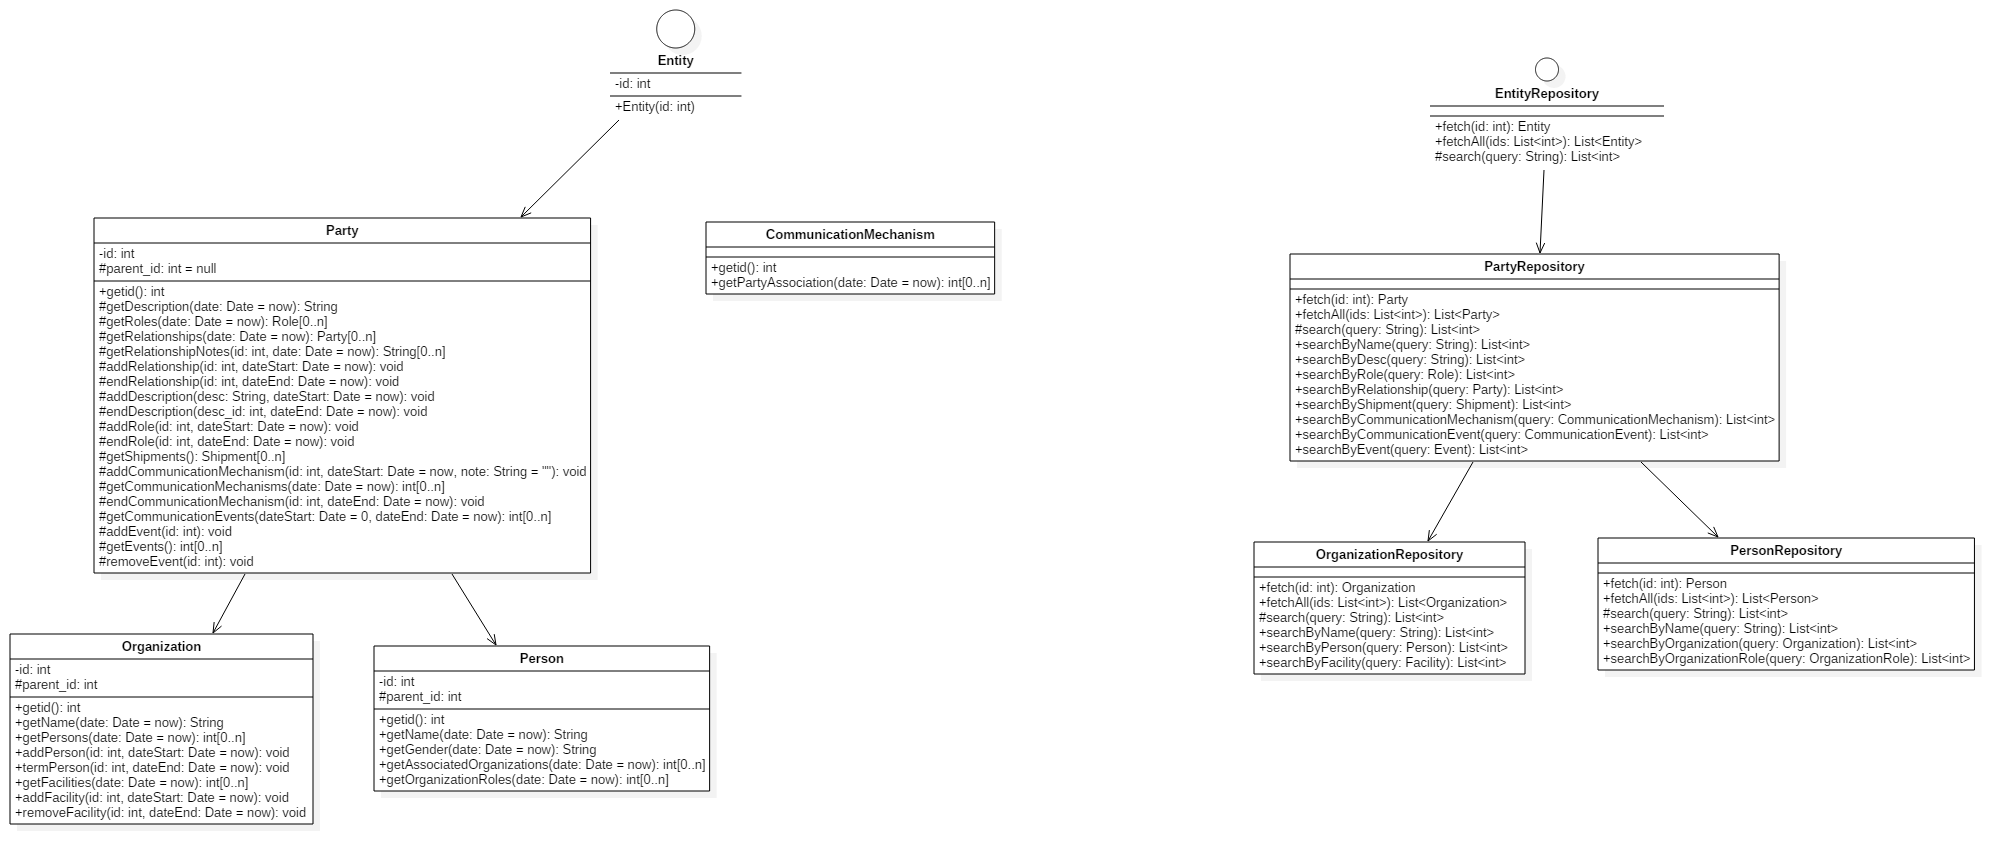 Entity
-id: int
+Entity(id: int)
EntityRepository
+fetch(id: int): Entity
+fetchAll(ids: List<int>): List<Entity>
#search(query: String): List<int>
Party
-id: int
#parent_id: int = null
+getid(): int
#getDescription(date: Date = now): String
#getRoles(date: Date = now): Role[0..n]
#getRelationships(date: Date = now): Party[0..n]
#getRelationshipNotes(id: int, date: Date = now): String[0..n]
#addRelationship(id: int, dateStart: Date = now): void
#endRelationship(id: int, dateEnd: Date = now): void
#addDescription(desc: String, dateStart: Date = now): void
#endDescription(desc_id: int, dateEnd: Date = now): void
#addRole(id: int, dateStart: Date = now): void
#endRole(id: int, dateEnd: Date = now): void
#getShipments(): Shipment[0..n]
#addCommunicationMechanism(id: int, dateStart: Date = now, note: String = ""): void
#getCommunicationMechanisms(date: Date = now): int[0..n]
#endCommunicationMechanism(id: int, dateEnd: Date = now): void
#getCommunicationEvents(dateStart: Date = 0, dateEnd: Date = now): int[0..n]
#addEvent(id: int): void
#getEvents(): int[0..n]
#removeEvent(id: int): void
CommunicationMechanism
+getid(): int
+getPartyAssociation(date: Date = now): int[0..n]
PartyRepository
+fetch(id: int): Party
+fetchAll(ids: List<int>): List<Party>
#search(query: String): List<int>
+searchByName(query: String): List<int>
+searchByDesc(query: String): List<int>
+searchByRole(query: Role): List<int>
+searchByRelationship(query: Party): List<int>
+searchByShipment(query: Shipment): List<int>
+searchByCommunicationMechanism(query: CommunicationMechanism): List<int>
+searchByCommunicationEvent(query: CommunicationEvent): List<int>
+searchByEvent(query: Event): List<int>
Organization
-id: int
#parent_id: int
+getid(): int
+getName(date: Date = now): String
+getPersons(date: Date = now): int[0..n]
+addPerson(id: int, dateStart: Date = now): void
+termPerson(id: int, dateEnd: Date = now): void
+getFacilities(date: Date = now): int[0..n]
+addFacility(id: int, dateStart: Date = now): void
+removeFacility(id: int, dateEnd: Date = now): void
Person
-id: int
#parent_id: int
+getid(): int
+getName(date: Date = now): String
+getGender(date: Date = now): String
+getAssociatedOrganizations(date: Date = now): int[0..n]
+getOrganizationRoles(date: Date = now): int[0..n]
OrganizationRepository
+fetch(id: int): Organization
+fetchAll(ids: List<int>): List<Organization>
#search(query: String): List<int>
+searchByName(query: String): List<int>
+searchByPerson(query: Person): List<int>
+searchByFacility(query: Facility): List<int>
PersonRepository
+fetch(id: int): Person
+fetchAll(ids: List<int>): List<Person>
#search(query: String): List<int>
+searchByName(query: String): List<int>
+searchByOrganization(query: Organization): List<int>
+searchByOrganizationRole(query: OrganizationRole): List<int>